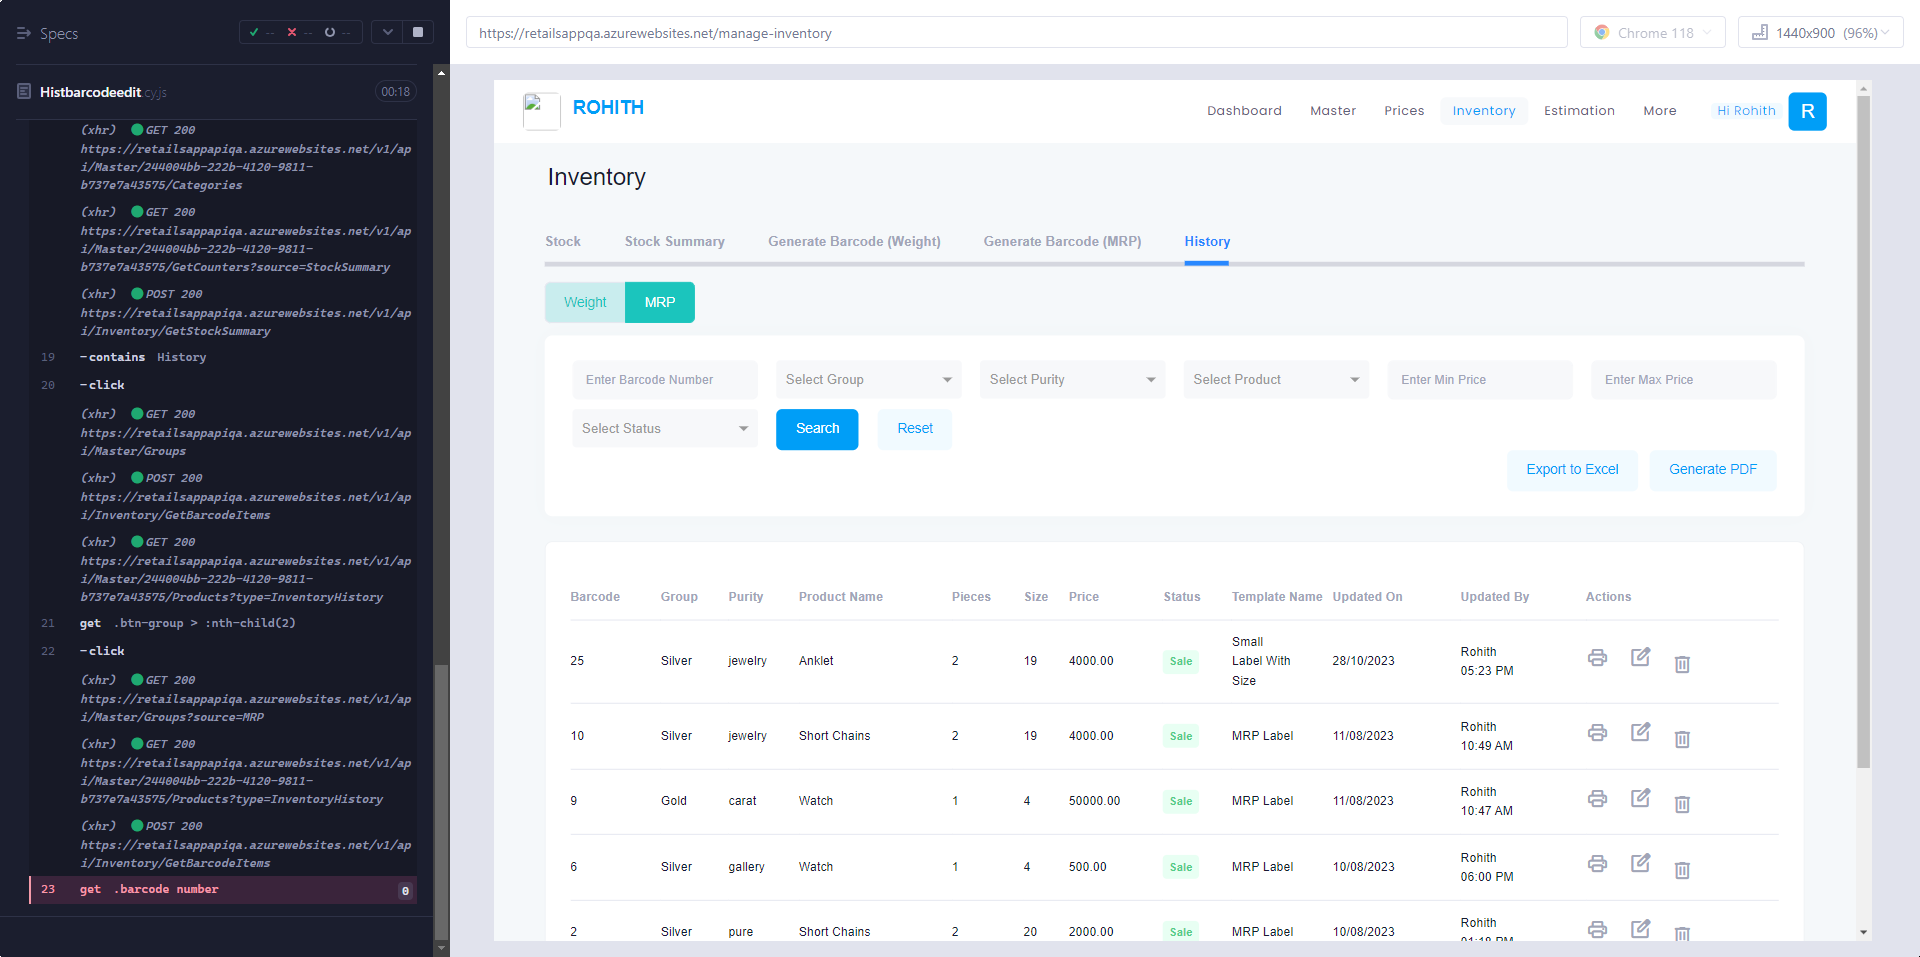 Specs
-- -- --
Histbarcodeedit.cy.js 00:18
(xhr) GET 200
https://retailsappapiqa.azurewebsites.net/v1/ap
i/Master/244004bb-222b-4120-9811-
b737e7a43575/Categories
(xhr) GET 200
https://retailsappapiqa.azurewebsites.net/v1/ap
i/Master/244004bb-222b-4120-9811-
b737e7a43575/GetCounters?source=StockSummary
(xhr) POST 200
https://retailsappapiqa.azurewebsites.net/v1/ap
i/Inventory/GetStockSummary
19 -contains History
20 -click
(xhr) GET 200
https://retailsappapiqa.azurewebsites.net/v1/ap
i/Master/Groups
(xhr) POST 200
https://retailsappapiqa.azurewebsites.net/v1/ap
i/Inventory/GetBarcodeItems
(xhr) GET 200
https://retailsappapiqa.azurewebsites.net/v1/ap
i/Master/244004bb-222b-4120-9811-
b737e7a43575/Products?type=InventoryHistory
21 get .btn-group > :nth-child(2)
22 -click
(xhr) GET 200
https://retailsappapiqa.azurewebsites.net/v1/ap
i/Master/Groups?source=MRP
(xhr) GET 200
https://retailsappapiqa.azurewebsites.net/v1/ap
i/Master/244004bb-222b-4120-9811-
b737e7a43575/Products?type=InventoryHistory
(xhr) POST 200
https://retailsappapiqa.azurewebsites.net/v1/ap
i/Inventory/GetBarcodeItems
23 get .barcode number 0
https://retailsappqa.azurewebsites.net/manage-inventory Chrome 118 1440x900 (96%)
ROHITH Dashboard Master Prices Inventory Estimation More Hi Rohith R
Inventory
Stock Stock Summary Generate Barcode (Weight) Generate Barcode (MRP) History
Weight MRP
Enter Barcode Number Select Group Select Purity Select Product Enter Min Price Enter Max Price
Select Status Search Reset
Export to Excel Generate PDF
Barcode Group Purity Product Name Pieces Size Price Status Template Name Updated On Updated By Actions
25 Silver jewelry Anklet 2 19 4000.00 Sale Small Label With Size 28/10/2023 Rohith 05:23 PM
10 Silver jewelry Short Chains 2 19 4000.00 Sale MRP Label 11/08/2023 Rohith 10:49 AM
9 Gold carat Watch 1 4 50000.00 Sale MRP Label 11/08/2023 Rohith 10:47 AM
6 Silver gallery Watch 1 4 500.00 Sale MRP Label 10/08/2023 Rohith 06:00 PM
2 Silver pure Short Chains 2 20 2000.00 Sale MRP Label 10/08/2023 Rohith